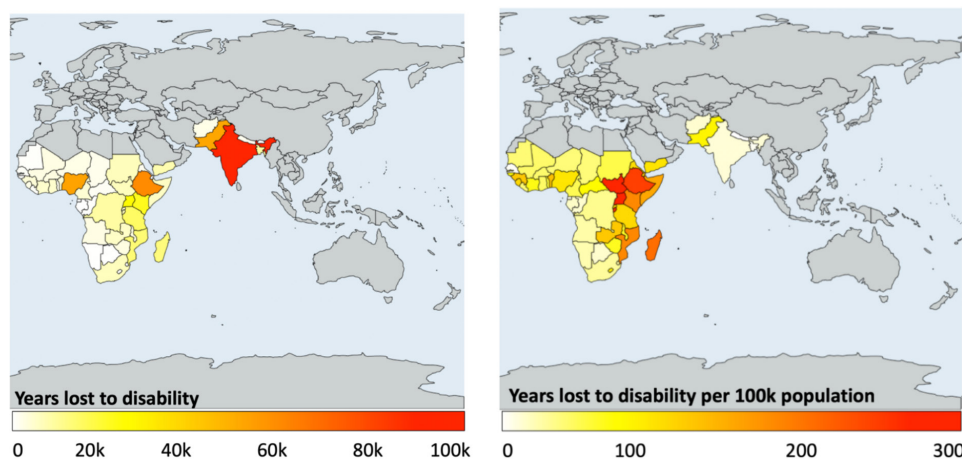 Years lost to disability
0 20k 40k 60k 80k 100k
Years lost to disability per 100k population
0 100 200 300